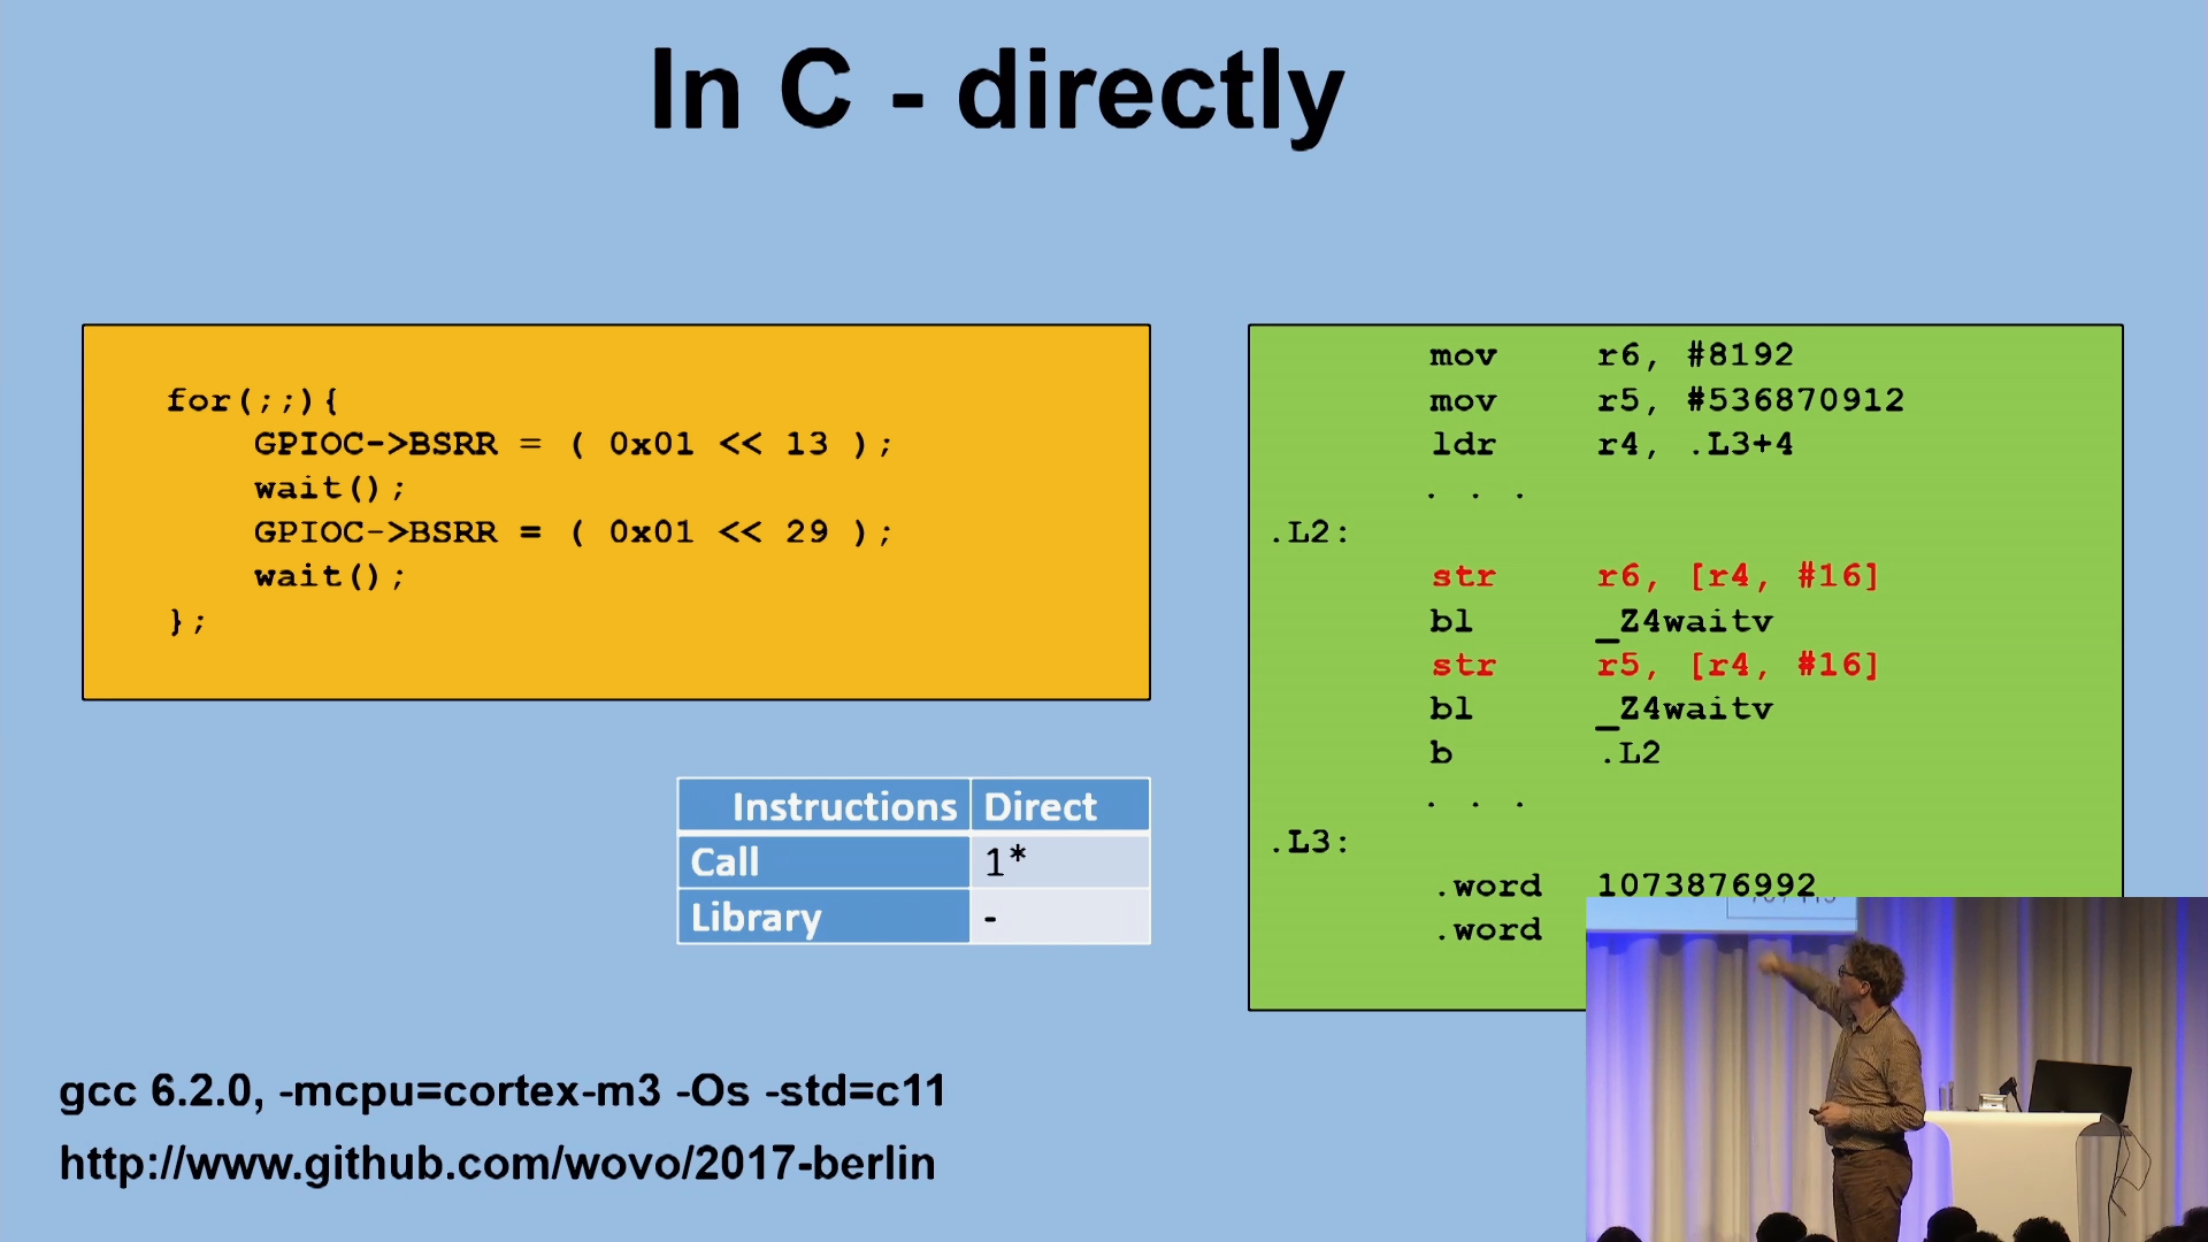 In C - directly
for(;;){
GPIOC->BSRR = ( 0x01 << 13 );
wait();
GPIOC->BSRR = ( 0x01 << 29 );
wait();
};
mov r6, #8192
mov r5, #536870912
ldr r4, .L3+4
. . .
.L2:
str r6, [r4, #16]
bl _Z4waitv
str r5, [r4, #16]
bl _Z4waitv
b .L2
. . .
.L3:
.word 1073876992
.word
Instructions Direct
Call 1*
Library -
gcc 6.2.0, -mcpu=cortex-m3 -Os -std=c11
http://www.github.com/wovo/2017-berlin